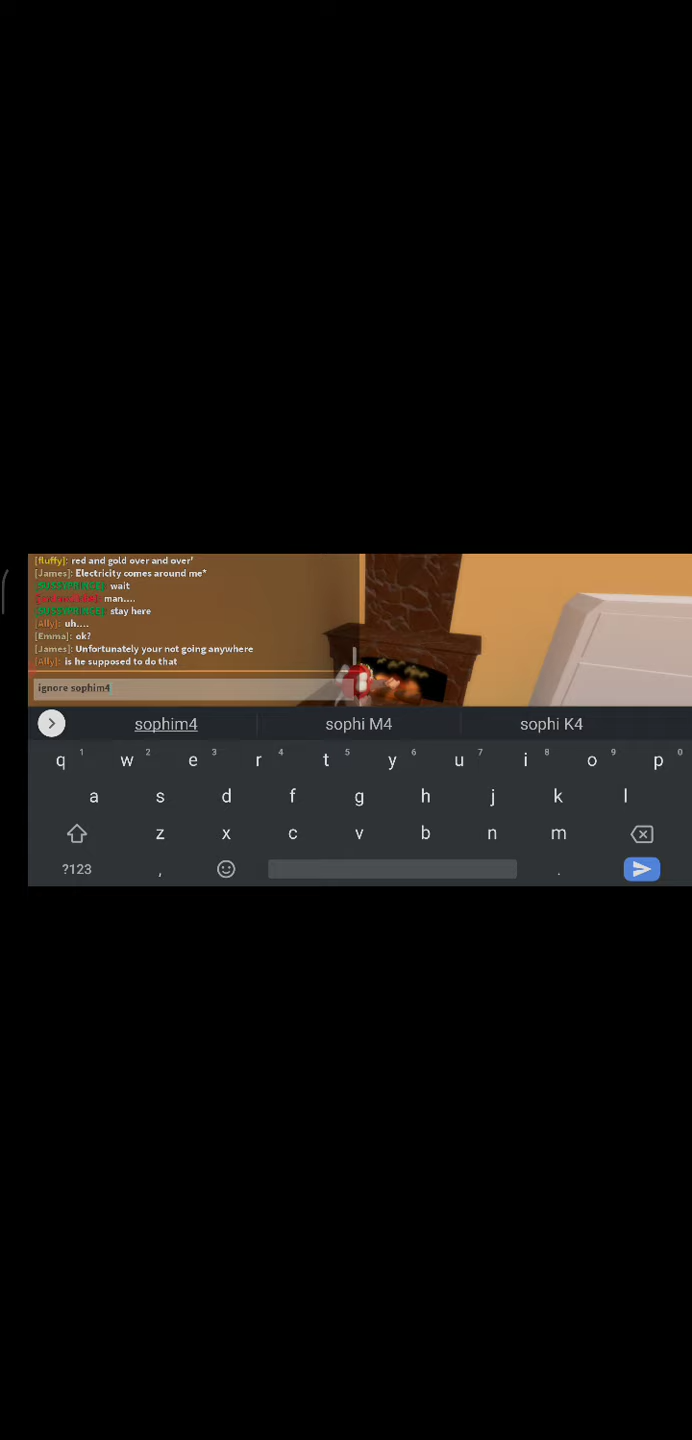 [fluffy]: red and gold over and over'
[James]: Electricity comes around me*
[SUSSYPRINCE]: wait
man....
[SUSSYPRINCE]: stay here
[Ally]: uh....
[Emma]: ok?
[James]: Unfortunately your not going anywhere
[Ally]: is he supposed to do that
ignore sophim4
sophim4 sophi M4 sophi K4
q 1 w 2 e 3 r 4 t 5 y 6 u 7 i 8 o 9 p 0
a s d f g h j k l
z x c v b n m
?123 , .